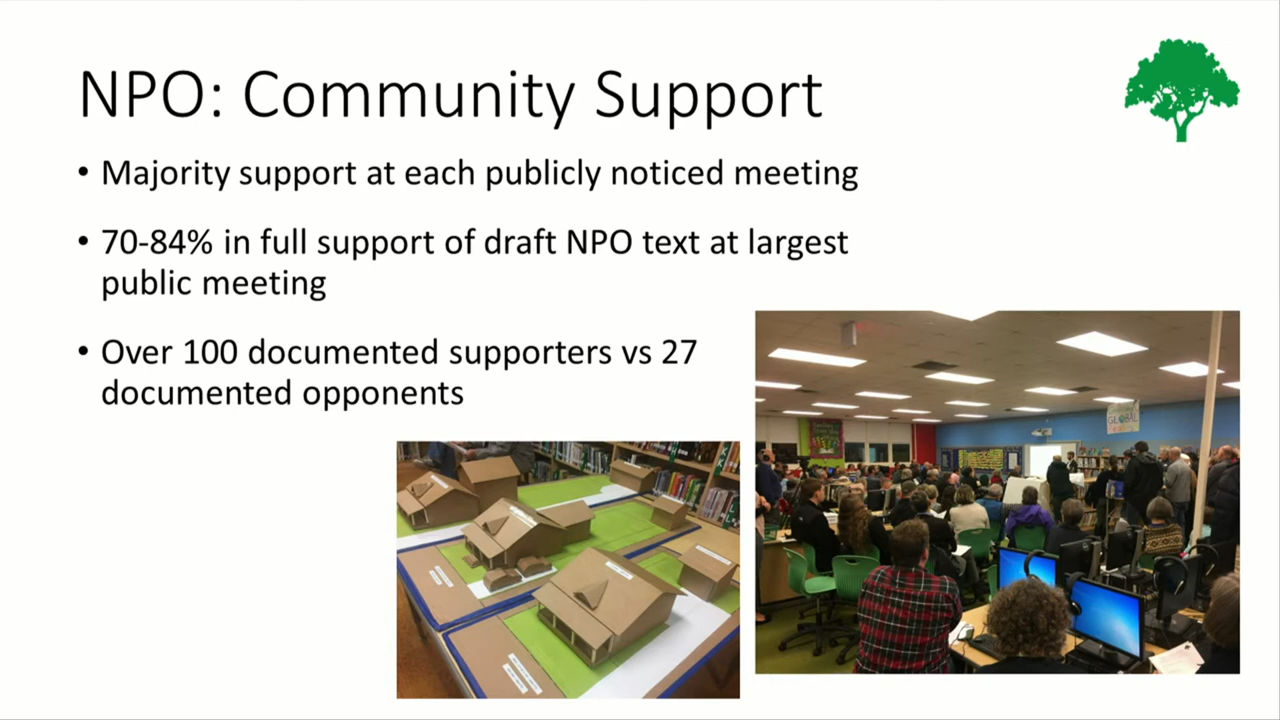 NPO: Community Support
• Majority support at each publicly noticed meeting
• 70-84% in full support of draft NPO text at largest
public meeting
• Over 100 documented supporters vs 27
documented opponents
GLOBAL